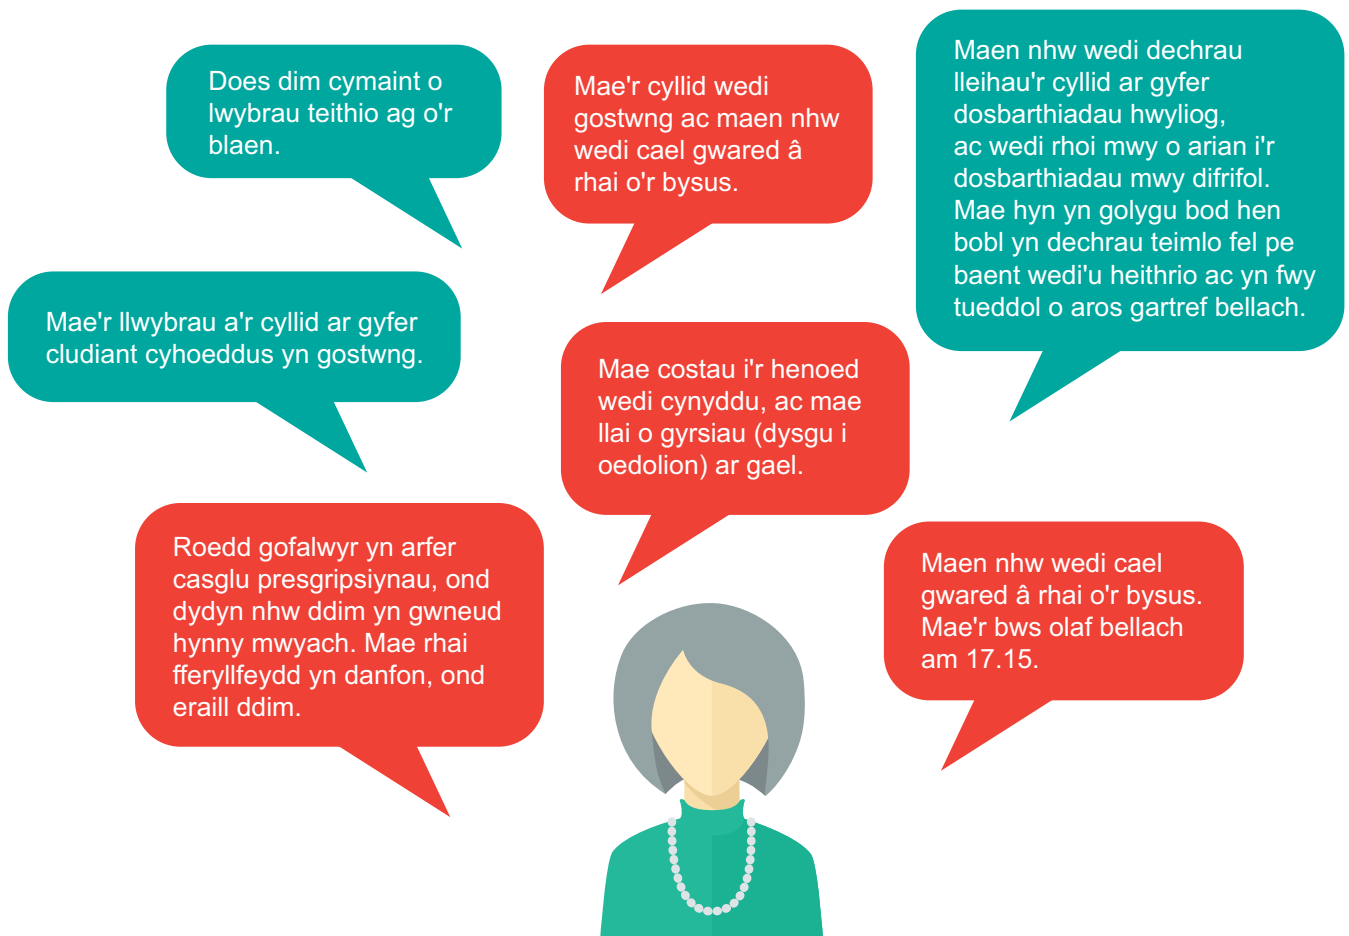 Does dim cymaint o
lwybrau teithio ag o'r
blaen.
Mae'r cyllid wedi
gostwng ac maen nhw
wedi cael gwared â
rhai o'r bysus.
Maen nhw wedi dechrau
lleihau'r cyllid ar gyfer
dosbarthiadau hwyliog,
ac wedi rhoi mwy o arian i'r
dosbarthiadau mwy difrifol.
Mae hyn yn golygu bod hen
bobl yn dechrau teimlo fel pe
baent wedi'u heithrio ac yn fwy
tueddol o aros gartref bellach.
Mae'r llwybrau a'r cyllid ar gyfer
cludiant cyhoeddus yn gostwng.
Mae costau i'r henoed
wedi cynyddu, ac mae
llai o gyrsiau (dysgu i
oedolion) ar gael.
Roedd gofalwyr yn arfer
casglu presgripsiynau, ond
dydyn nhw ddim yn gwneud
hynny mwyach. Mae rhai
fferyllfeydd yn danfon, ond
eraill ddim.
Maen nhw wedi cael
gwared â rhai o'r bysus.
Mae'r bws olaf bellach
am 17.15.